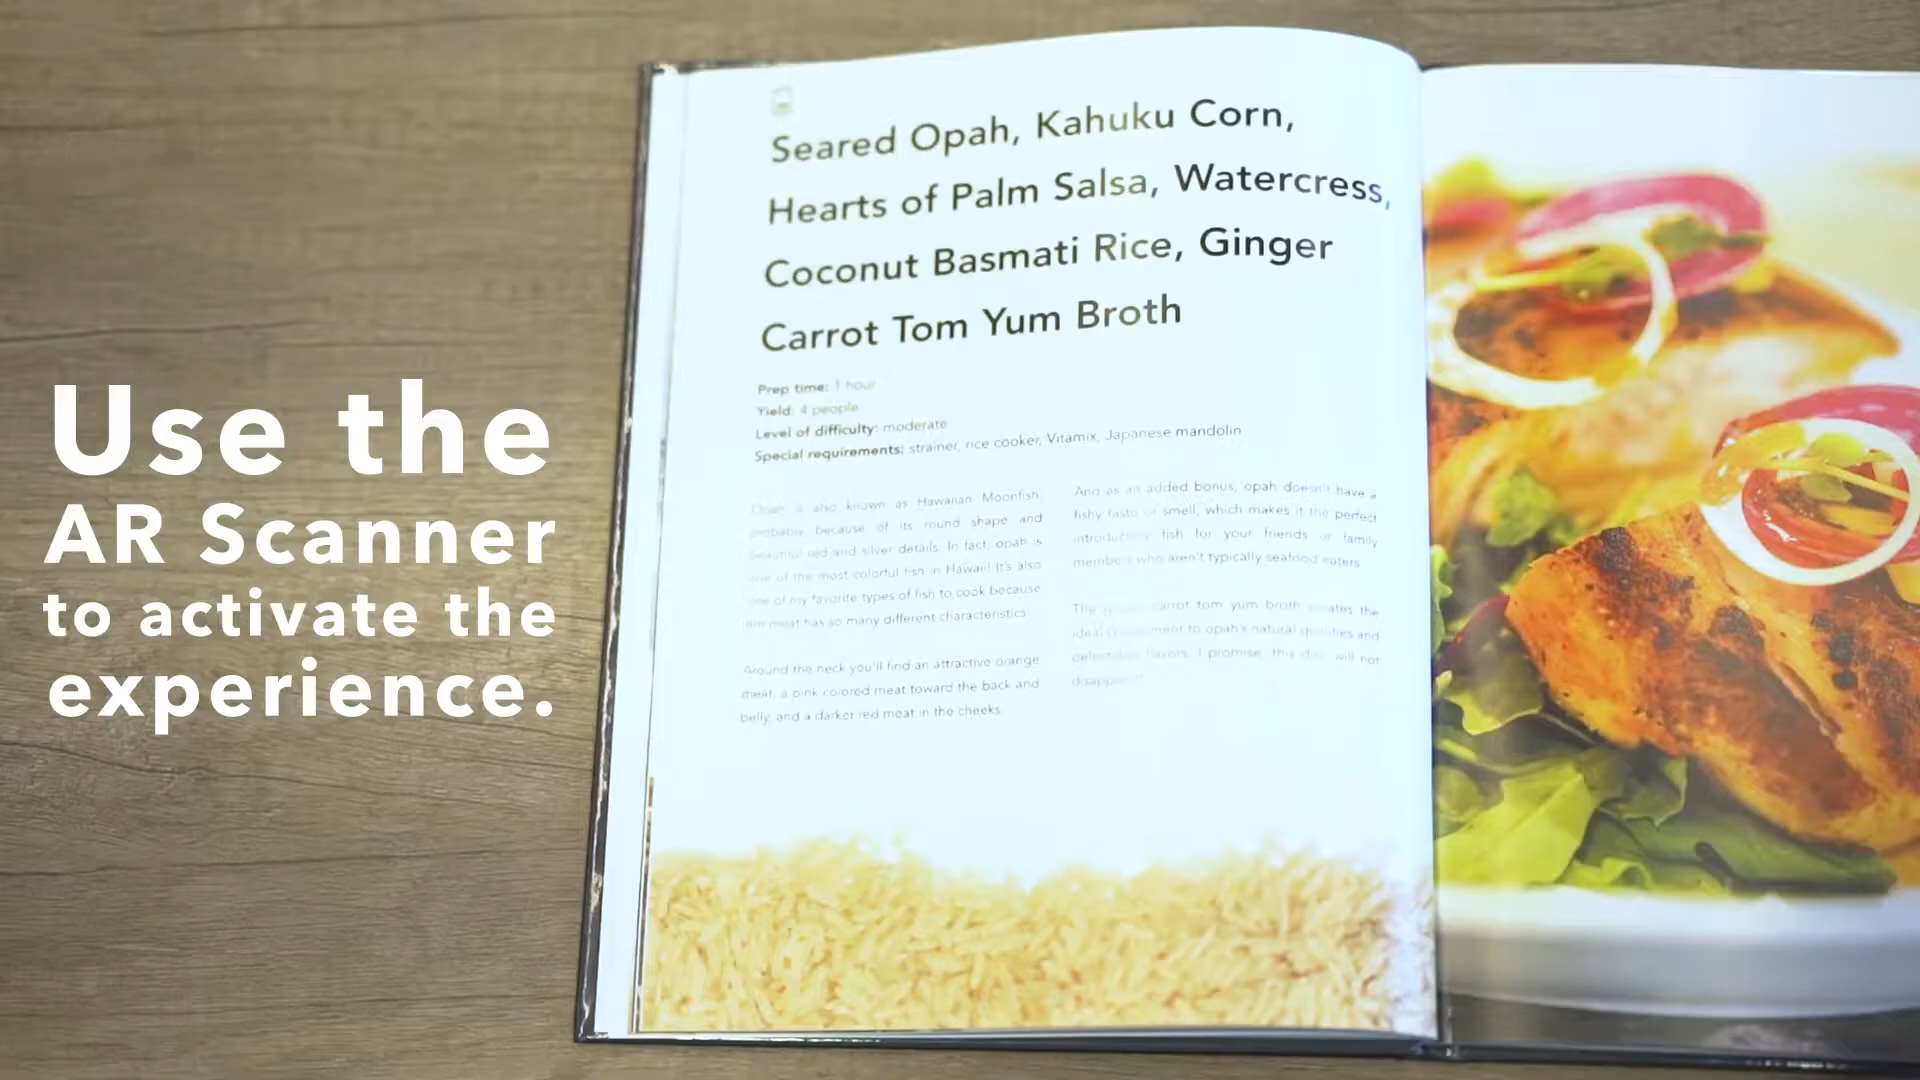 Use the
AR Scanner
to activate the
experience.
Seared Opah, Kahuku Corn,
Hearts of Palm Salsa, Watercress,
Coconut Basmati Rice, Ginger
Carrot Tom Yum Broth
Prep time: 1 hour
Yield: 4 people
Level of difficulty: moderate
Special requirements: strainer, rice cooker, Vitamix, Japanese mandolin
Opah is also known as Hawaiian Moonfish,
probably because of its round shape and
beautiful red and silver details. In fact, opah is
one of the most colorful fish in Hawaii! It's also
one of my favorite types of fish to cook because
meat has so many different characteristics.
Around the neck you'll find an attractive orange
meat, a pink colored meat toward the back and
belly, and a darker red meat in the cheeks.
And as an added bonus, opah doesn't have a
fishy taste or smell, which makes it the perfect
introductory fish for your friends or family
members who aren't typically seafood eaters.
The carrot tom yum broth creates the
ideal to opah's natural qualities and
delectable flavors. I promise, this dish will not
disappoint.